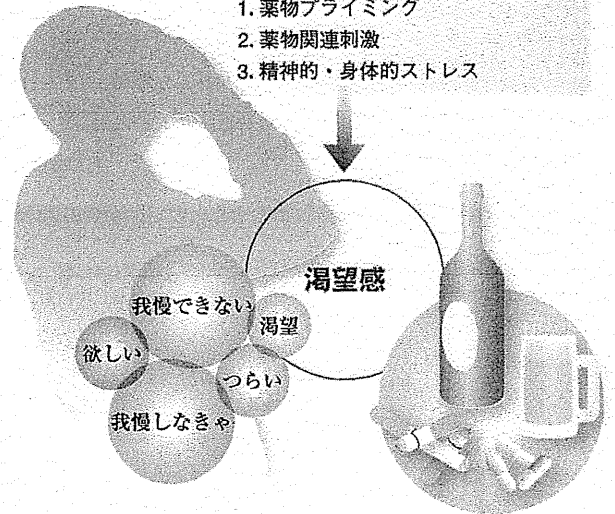 1. 薬物プライミング
2. 薬物関連刺激
3. 精神的・身体的ストレス
渇望感
我慢できない
渇望
欲しい
つらい
我慢しなきゃ